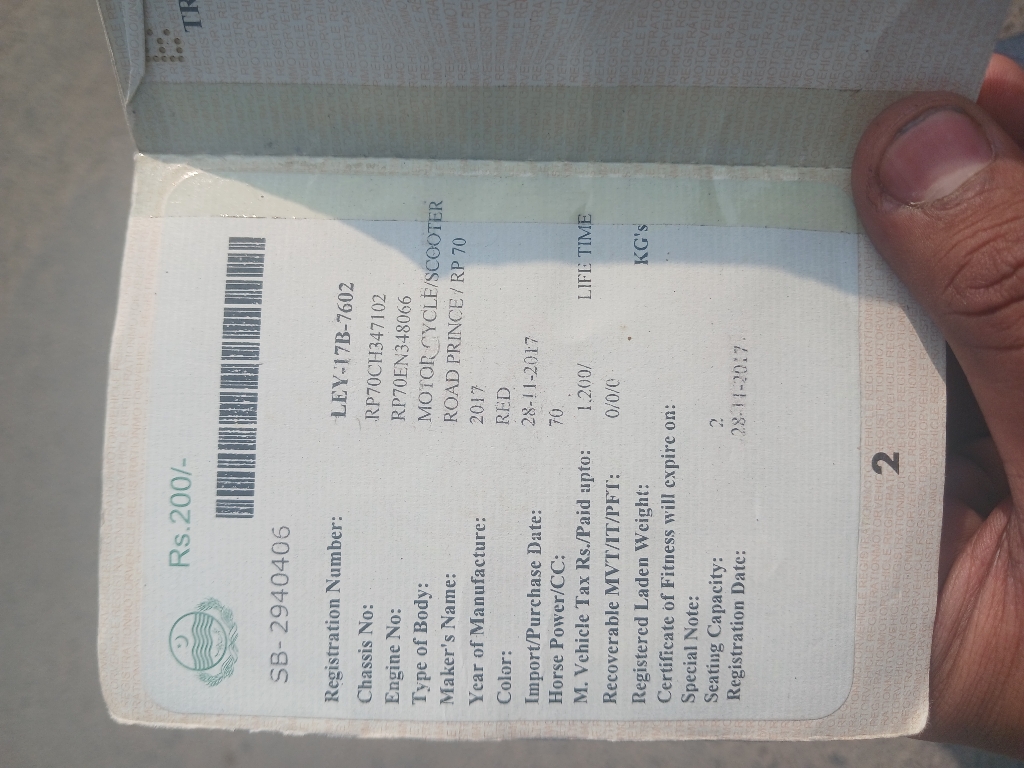 TR
Rs.200/-
SB- 2940406
Registration Number: LEY-17B-7602
Chassis No: RP70CH347102
Engine No: RP70EN348066
Type of Body: MOTOR CYCLE/SCOOTER
Maker's Name: ROAD PRINCE / RP 70
Year of Manufacture: 2017
Color: RED
Import/Purchase Date: 28-11-2017
Horse Power/CC: 70
M. Vehicle Tax Rs./Paid upto: 1,200/ LIFE TIME
Recoverable MVT/IT/PFT: 0/0/0
Registered Laden Weight: KG's
Certificate of Fitness will expire on:
Special Note:
Seating Capacity: 2
Registration Date: 28-11-2017
2